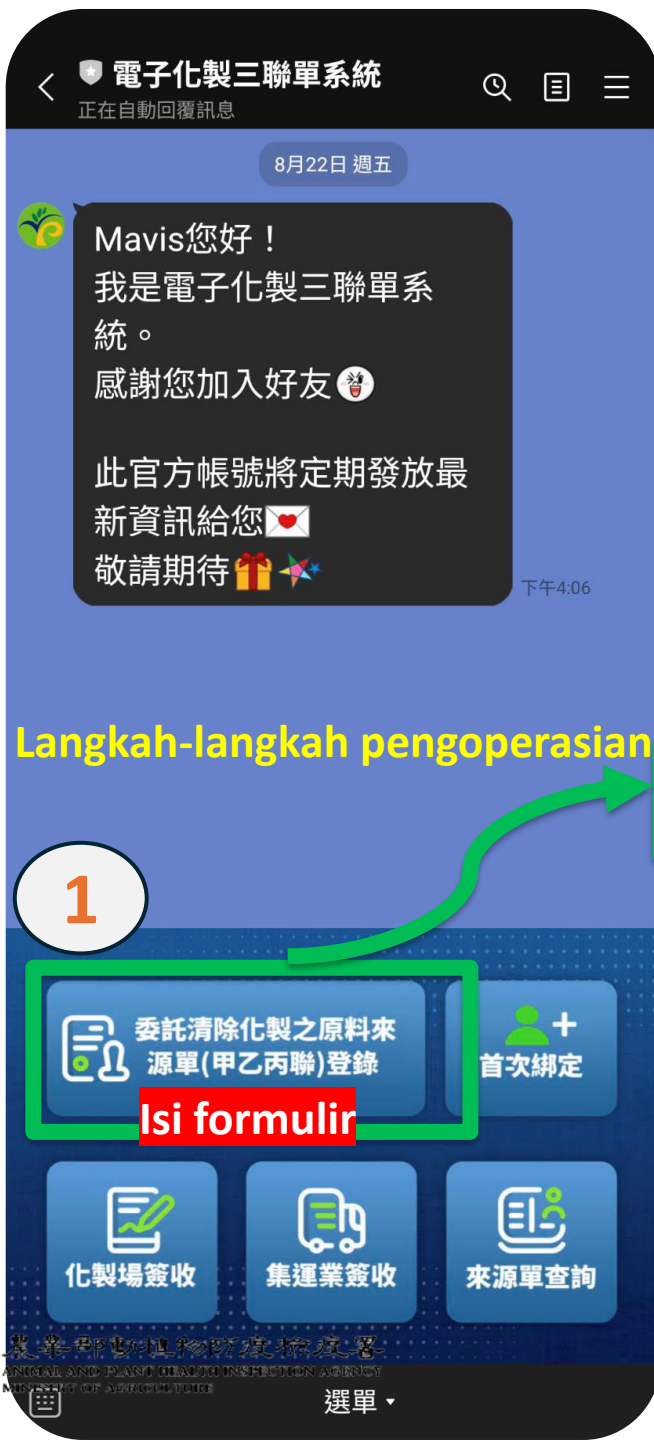 電子化製三聯單系統
正在自動回覆訊息
8月22日 週五
Mavis您好！
我是電子化製三聯單系
統。
感謝您加入好友
此官方帳號將定期發放最
新資訊給您
敬請期待
下午4:06
Langkah-langkah pengoperasian
1
委託清除化製之原料來
源單(甲乙丙聯)登錄
首次綁定
Isi formulir
化製場簽收
集運業簽收
來源單查詢
農業部動植物防疫檢疫署
ANIMAL AND PLANT HEALTH INSPECTION AGENCY
MINISTRY OF AGRICULTURE
選單